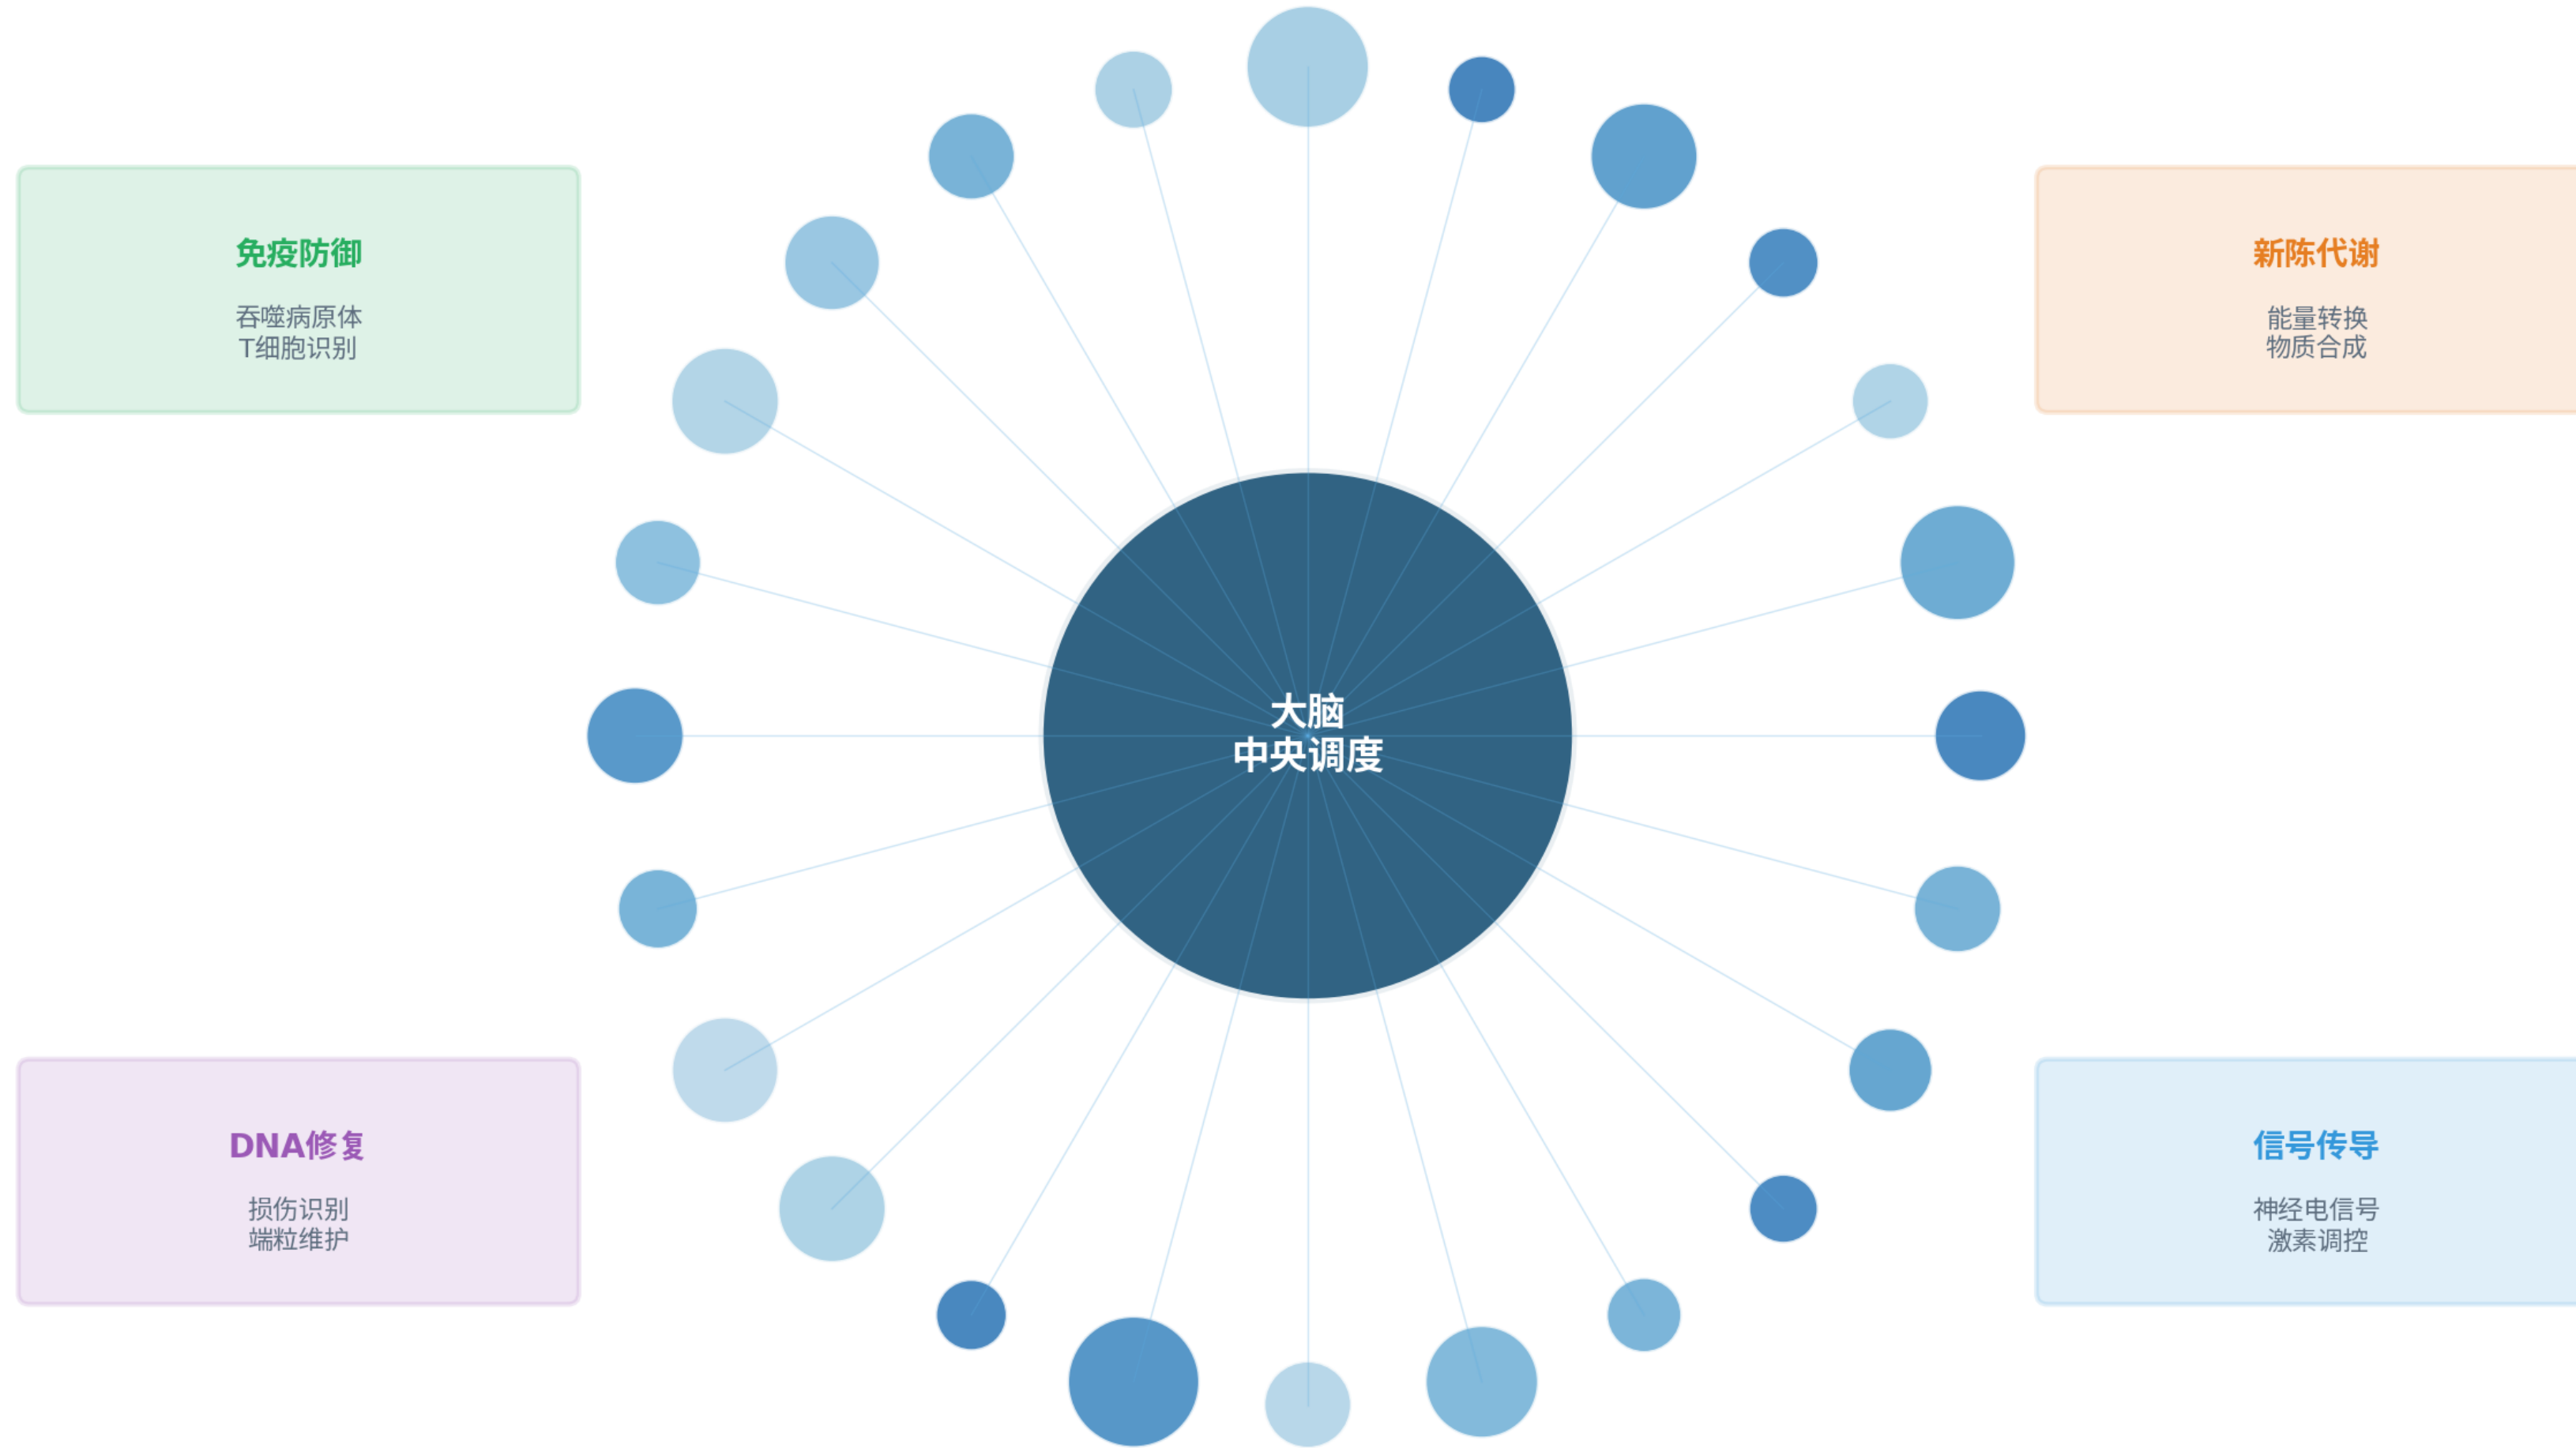 免疫防御
吞噬病原体
T细胞识别
新陈代谢
能量转换
物质合成
大脑
中央调度
DNA修复
损伤识别
端粒维护
信号传导
神经电信号
激素调控